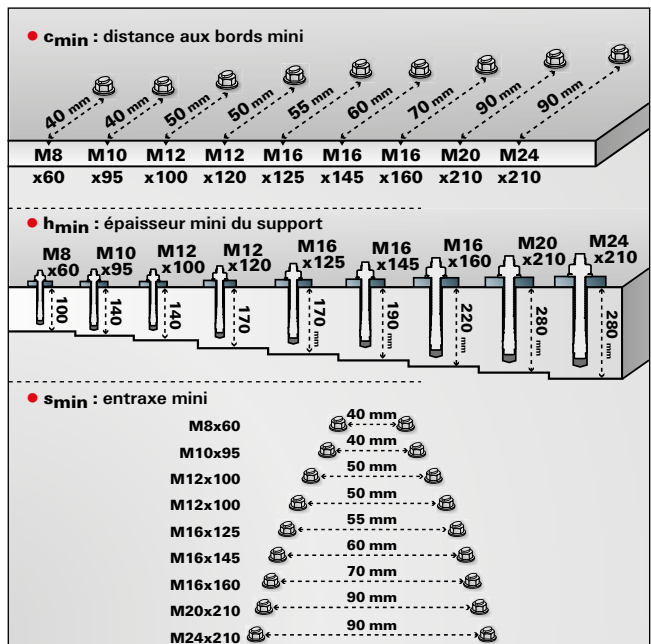 • cmin : distance aux bords mini
40 mm 40 mm 50 mm 50 mm 55 mm 60 mm 70 mm 90 mm 90 mm
M8 M10 M12 M12 M16 M16 M16 M20 M24
x60 x95 x100 x120 x125 x145 x160 x210 x210
• hmin : épaisseur mini du support
M8 M10 M12 M12 M16 M16 M16 M20 M24
x60 x95 x100 x120 x125 x145 x160 x210 x210
100 140 140 170 170 mm 190 mm 220 mm 280 mm 280 mm
• smin : entraxe mini
M8x60 40 mm
M10x95 40 mm
M12x100 50 mm
M12x100 50 mm
M16x125 55 mm
M16x145 60 mm
M16x160 70 mm
M20x210 90 mm
M24x210 90 mm